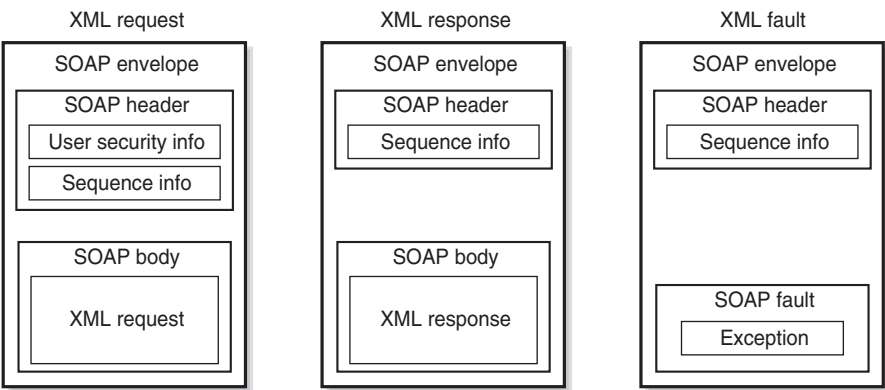 XML request
SOAP envelope
SOAP header
User security info
Sequence info
SOAP body
XML request
XML response
SOAP envelope
SOAP header
Sequence info
SOAP body
XML response
XML fault
SOAP envelope
SOAP header
Sequence info
SOAP fault
Exception